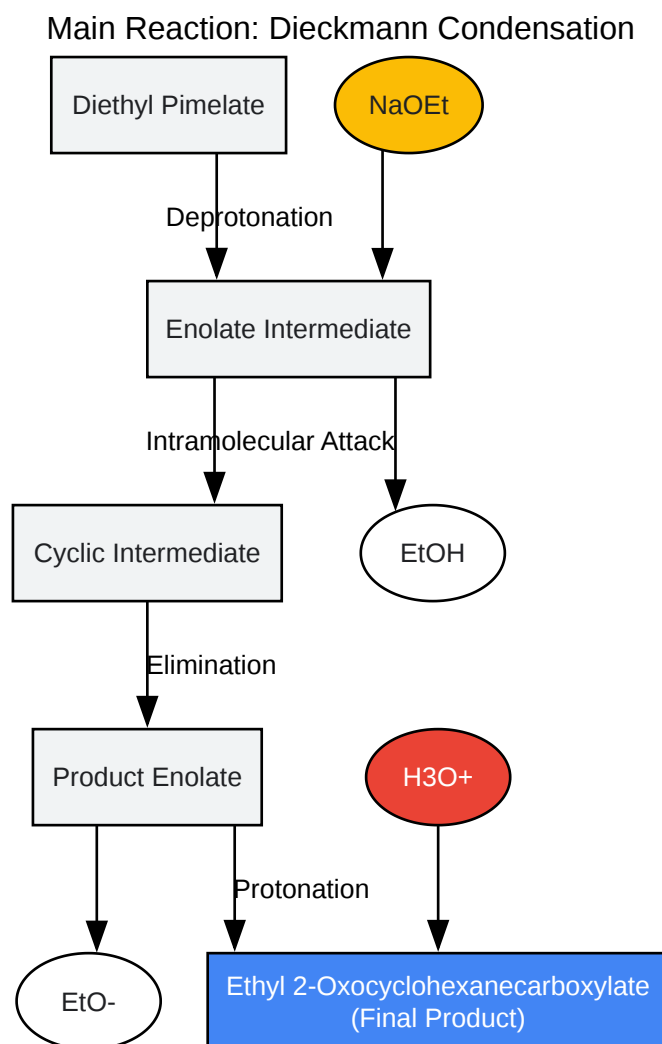 Main Reaction: Dieckmann Condensation
Diethyl Pimelate
NaOEt
Deprotonation
Enolate Intermediate
Intramolecular Attack
Cyclic Intermediate
EtOH
Elimination
Product Enolate
H3O+
Protonation
EtO-
Ethyl 2-Oxocyclohexanecarboxylate
(Final Product)